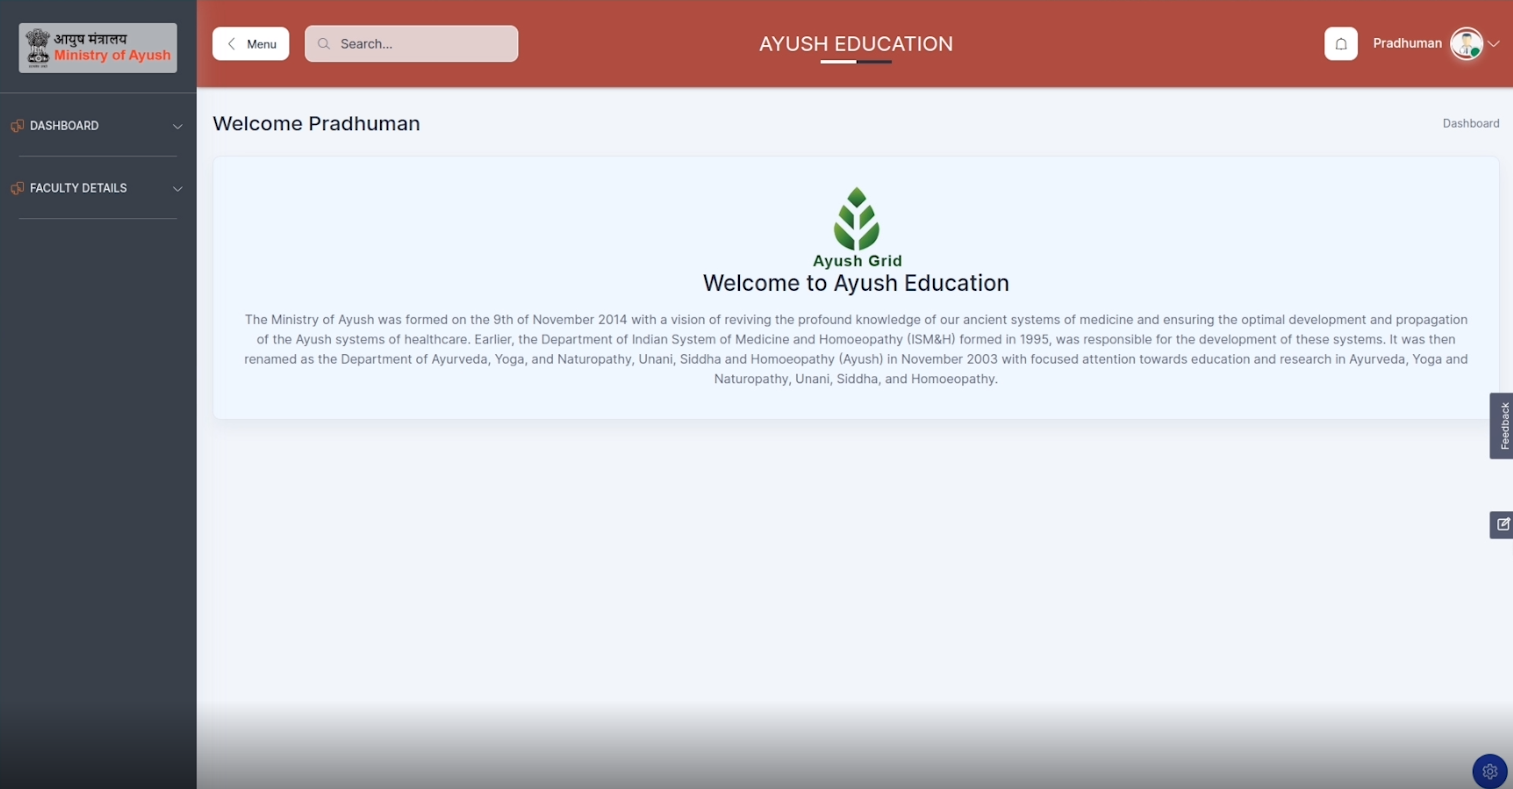 आयुष मंत्रालय
Ministry of Ayush
DASHBOARD
FACULTY DETAILS
Menu
Search...
AYUSH EDUCATION
Pradhuman
Welcome Pradhuman
Dashboard
Ayush Grid
Welcome to Ayush Education
The Ministry of Ayush was formed on the 9th of November 2014 with a vision of reviving the profound knowledge of our ancient systems of medicine and ensuring the optimal development and propagation
of the Ayush systems of healthcare. Earlier, the Department of Indian System of Medicine and Homoeopathy (ISM&H) formed in 1995, was responsible for the development of these systems. It was then
renamed as the Department of Ayurveda, Yoga, and Naturopathy, Unani, Siddha and Homoeopathy (Ayush) in November 2003 with focused attention towards education and research in Ayurveda, Yoga and
Naturopathy, Unani, Siddha, and Homoeopathy.
Feedback